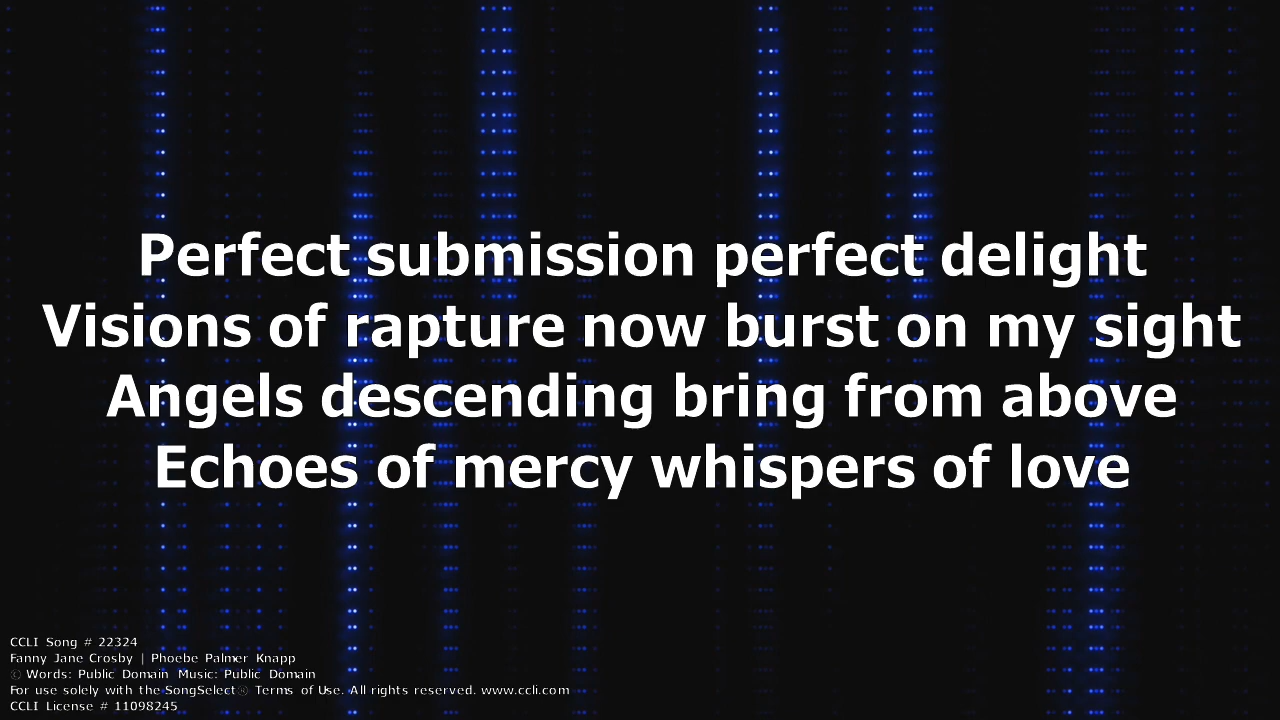 Perfect submission perfect delight
Visions of rapture now burst on my sight
Angels descending bring from above
Echoes of mercy whispers of love
CCLI Song # 22324
Fanny Jane Crosby | Phoebe Palmer Knapp
© Words: Public Domain Music: Public Domain
For use solely with the SongSelect® Terms of Use. All rights reserved. www.ccli.com
CCLI License # 11098245